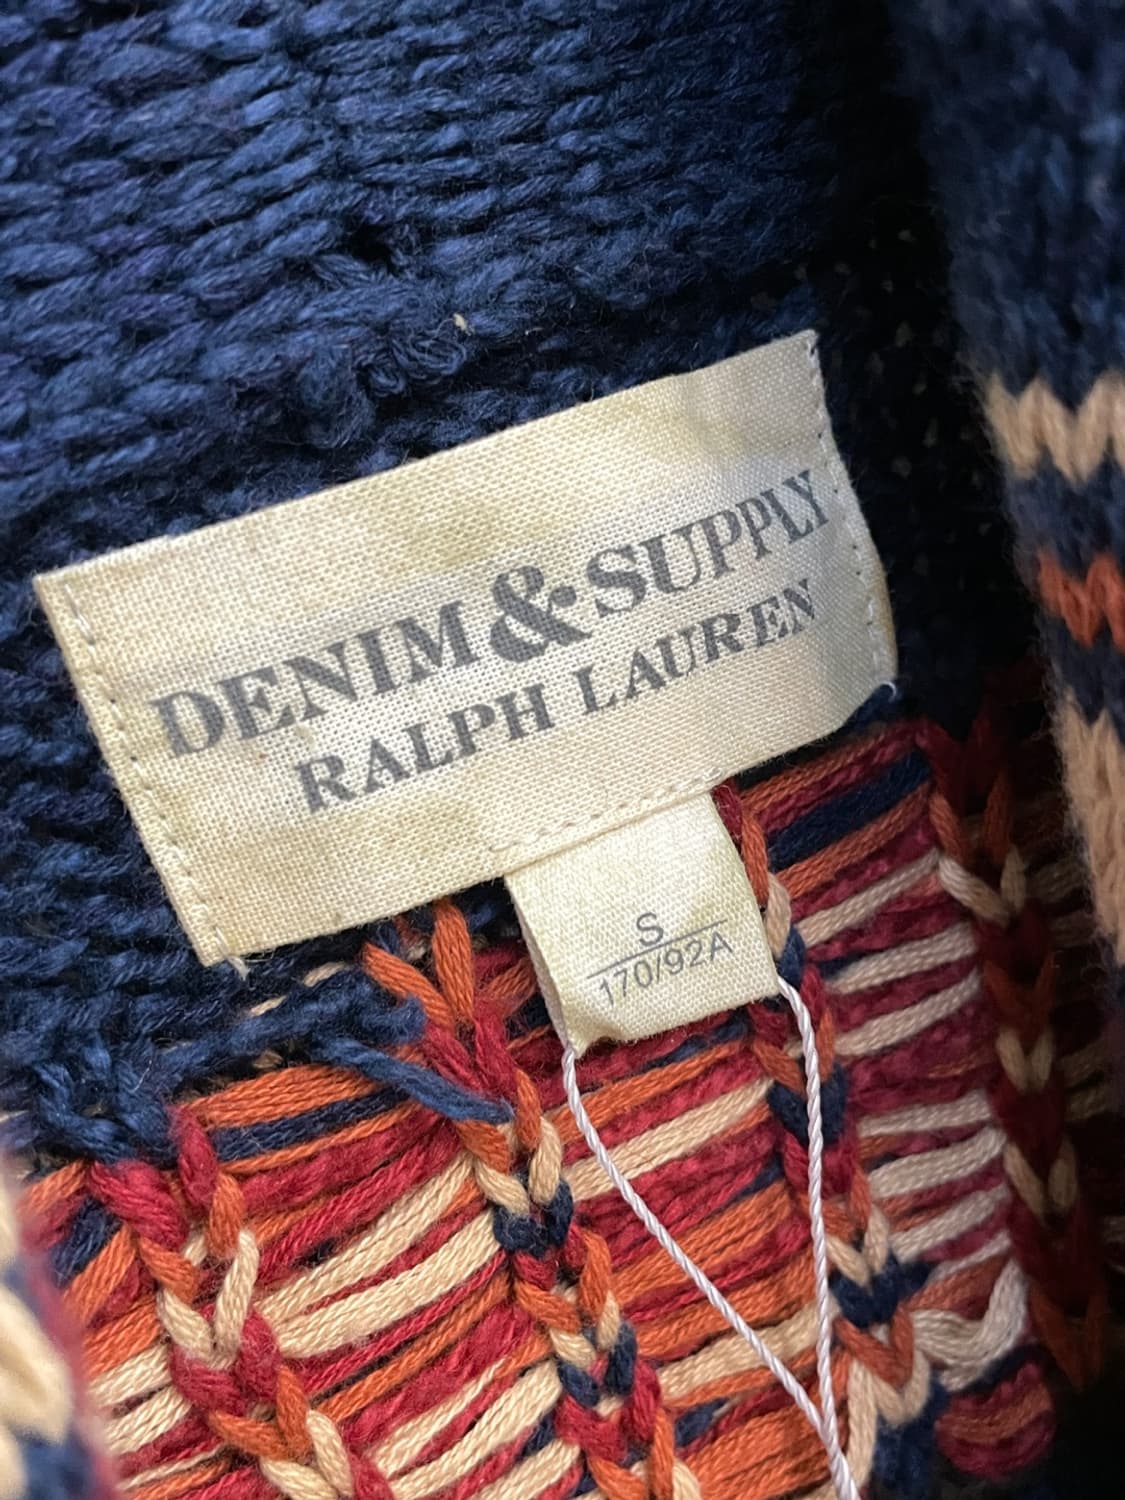 DENIM & SUPPLY
RALPH LAUREN
S
170/92A